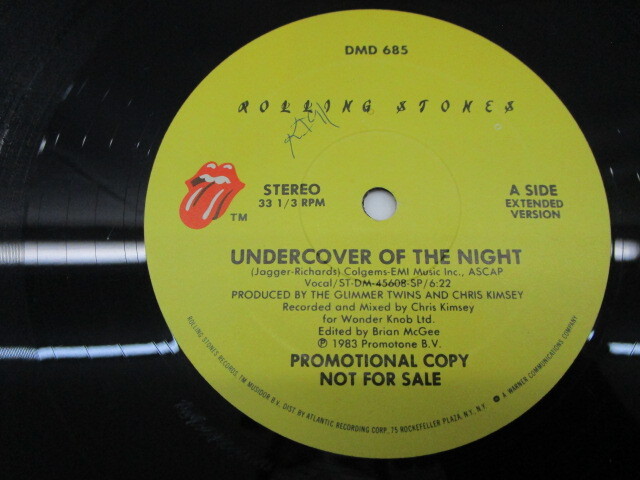 DMD 685
ROLLING STONES
TM
STEREO
33 1/3 RPM
A SIDE
EXTENDED
VERSION
UNDERCOVER OF THE NIGHT
(Jagger-Richards) Colgems-EMI Music Inc., ASCAP
Vocal/ST-DM-45608-SP/6:22
PRODUCED BY THE GLIMMER TWINS AND CHRIS KIMSEY
Recorded and Mixed by Chris Kimsey
for Wonder Knob Ltd.
Edited by Brian McGee
℗ 1983 Promotone B.V.
PROMOTIONAL COPY
NOT FOR SALE
ROLLING STONES RECORDS, TM MUSIDOR B.V. DIST. BY ATLANTIC RECORDING CORP., 75 ROCKEFELLER PLAZA, N.Y., N.Y. A WARNER COMMUNICATIONS COMPANY